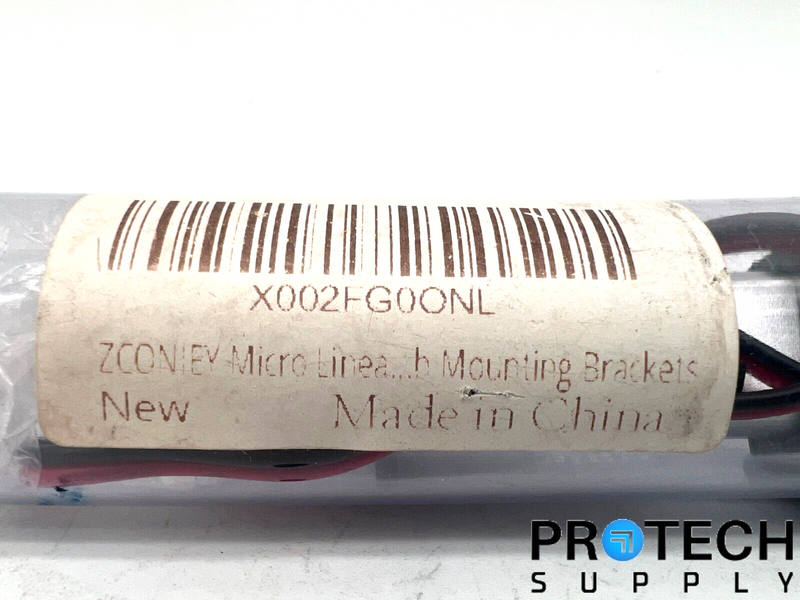 X002FG0ONL
ZCONIEY Micro Linea...h Mounting Brackets
New Made in China
PROTECH
SUPPLY